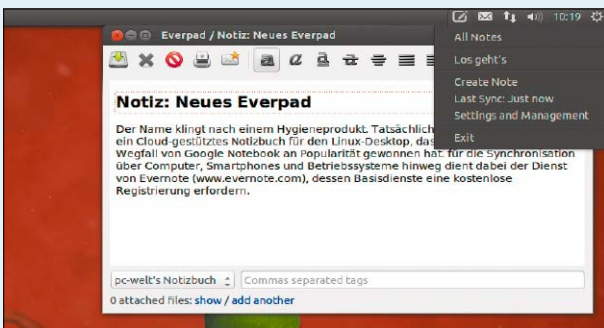 10:19
Everpad / Notiz: Neues Everpad
All Notes
Los geht's
Create Note
Last Sync: Just now
Settings and Management
Exit
Notiz: Neues Everpad
Der Name klingt nach einem Hygieneprodukt. Tatsächlich
ein Cloud-gestütztes Notizbuch für den Linux-Desktop, das
Wegfall von Google Notebook an Popularität gewonnen hat. für die Synchronisation
über Computer, Smartphones und Betriebssysteme hinweg dient dabei der Dienst
von Evernote (www.evernote.com), dessen Basisdienste eine kostenlose
Registrierung erfordern.
pc-welt's Notizbuch
Commas separated tags
0 attached files: show / add another